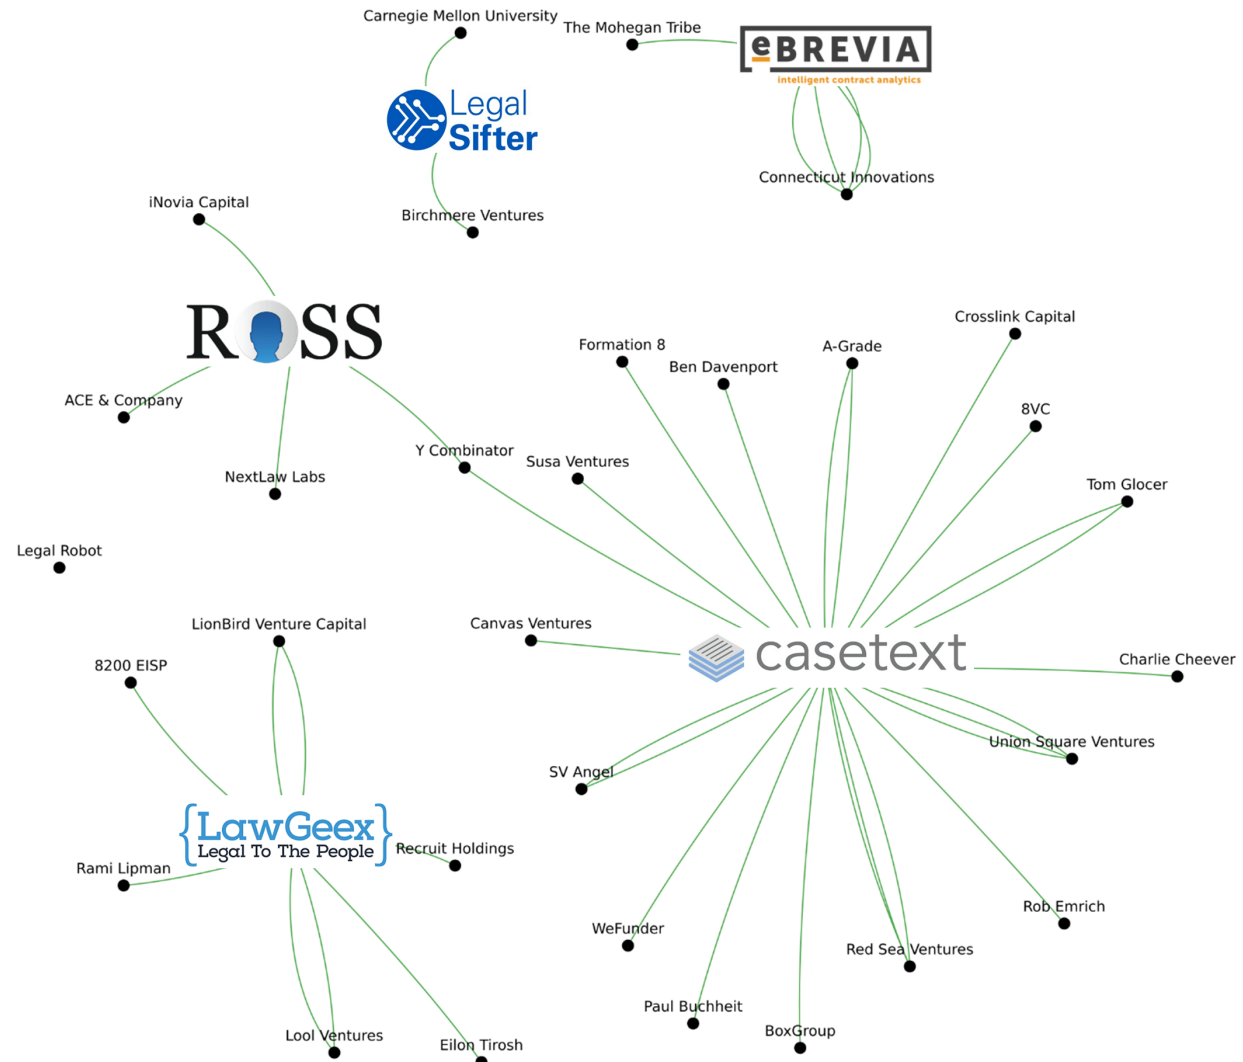 Carnegie Mellon University
The Mohegan Tribe
eBREVIA
intelligent contract analytics
Legal
Sifter
Connecticut Innovations
iNovia Capital
Birchmere Ventures
ROSS
Crosslink Capital
Formation 8
A-Grade
Ben Davenport
ACE & Company
8VC
Y Combinator
Susa Ventures
NextLaw Labs
Tom Glocer
Legal Robot
LionBird Venture Capital
Canvas Ventures
casetext
8200 EISP
Charlie Cheever
Union Square Ventures
SV Angel
{LawGeex}
Legal To The People
Recruit Holdings
Rami Lipman
Rob Emrich
WeFunder
Red Sea Ventures
Paul Buchheit
BoxGroup
Lool Ventures
Eilon Tirosh